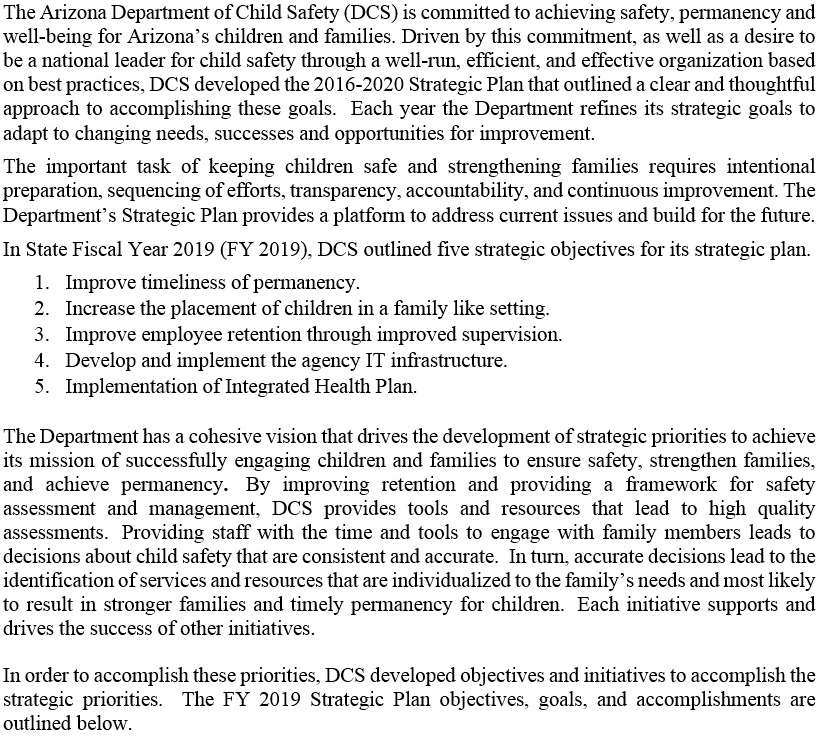 The Arizona Department of Child Safety (DCS) is committed to achieving safety, permanency and
well-being for Arizona’s children and families. Driven by this commitment, as well as a desire to
be a national leader for child safety through a well-run, efficient, and effective organization based
on best practices, DCS developed the 2016-2020 Strategic Plan that outlined a clear and thoughtful
approach to accomplishing these goals.  Each year the Department refines its strategic goals to
adapt to changing needs, successes and opportunities for improvement.
The important task of keeping children safe and strengthening families requires intentional
preparation, sequencing of efforts, transparency, accountability, and continuous improvement. The
Department’s Strategic Plan provides a platform to address current issues and build for the future.
In State Fiscal Year 2019 (FY 2019), DCS outlined five strategic objectives for its strategic plan.
1. Improve timeliness of permanency.
2. Increase the placement of children in a family like setting.
3. Improve employee retention through improved supervision.
4. Develop and implement the agency IT infrastructure.
5. Implementation of Integrated Health Plan.
The Department has a cohesive vision that drives the development of strategic priorities to achieve
its mission of successfully engaging children and families to ensure safety, strengthen families,
and achieve permanency.  By improving retention and providing a framework for safety
assessment and management, DCS provides tools and resources that lead to high quality
assessments.  Providing staff with the time and tools to engage with family members leads to
decisions about child safety that are consistent and accurate.  In turn, accurate decisions lead to the
identification of services and resources that are individualized to the family’s needs and most likely
to result in stronger families and timely permanency for children.  Each initiative supports and
drives the success of other initiatives.
In order to accomplish these priorities, DCS developed objectives and initiatives to accomplish the
strategic priorities.  The FY 2019 Strategic Plan objectives, goals, and accomplishments are
outlined below.